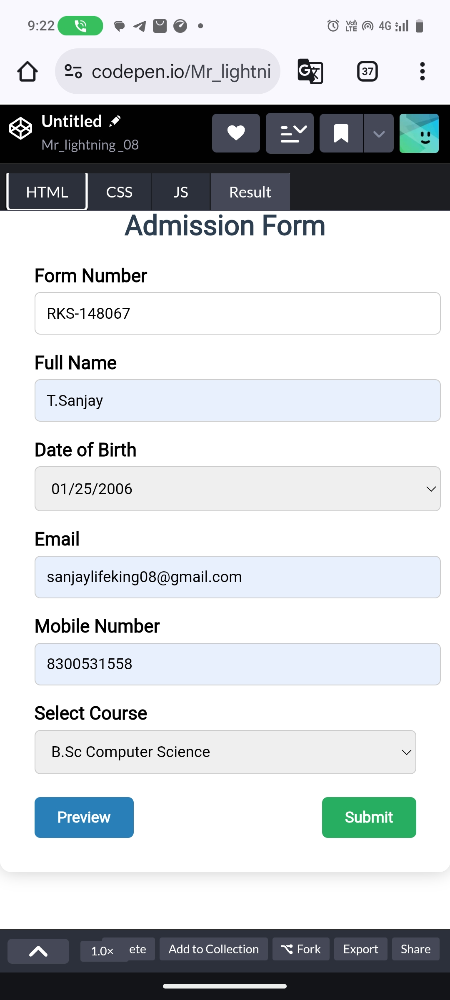 9:22
Vo)) LTE 4G
codepen.io/Mr_lightni
37
Untitled
Mr_lightning_08
HTML CSS JS Result
Admission Form
Form Number
RKS-148067
Full Name
T.Sanjay
Date of Birth
01/25/2006
Email
sanjaylifeking08@gmail.com
Mobile Number
8300531558
Select Course
B.Sc Computer Science
Preview Submit
1.0× ete Add to Collection Fork Export Share